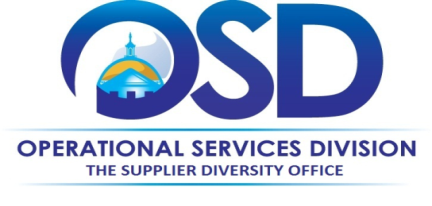 OSD
OPERATIONAL SERVICES DIVISION
THE SUPPLIER DIVERSITY OFFICE